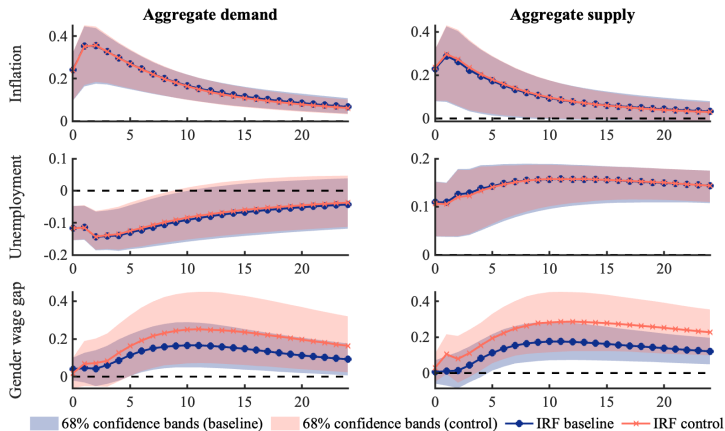 Aggregate demand
Aggregate supply
Inflation
0.4
0.2
0
0 5 10 15 20
0.4
0.2
0
0 5 10 15 20
Unemployment
0.1
0
-0.1
-0.2
0 5 10 15 20
0.2
0.1
0
0 5 10 15 20
Gender wage gap
0.4
0.2
0
0 5 10 15 20
0.4
0.2
0
0 5 10 15 20
68% confidence bands (baseline) 68% confidence bands (control) IRF baseline IRF control